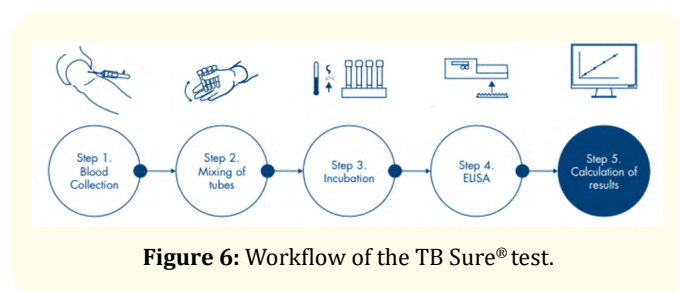 Step 1.
Blood
Collection
Step 2.
Mixing of
tubes
Step 3.
Incubation
Step 4.
ELISA
Step 5.
Calculation of
results
Figure 6: Workflow of the TB Sure® test.